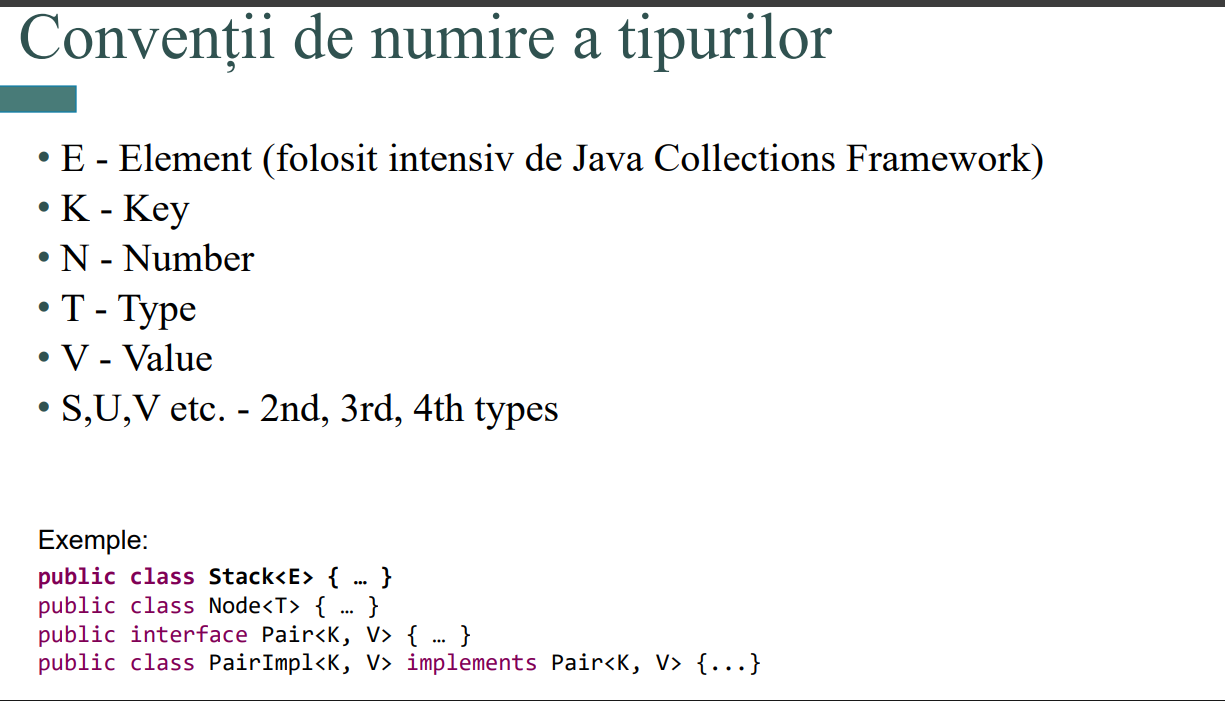 Convenții de numire a tipurilor
• E - Element (folosit intensiv de Java Collections Framework)
• K - Key
• N - Number
• T - Type
• V - Value
• S,U,V etc. - 2nd, 3rd, 4th types
Exemple:
public class Stack<E> { … }
public class Node<T> { … }
public interface Pair<K, V> { … }
public class PairImpl<K, V> implements Pair<K, V> {...}